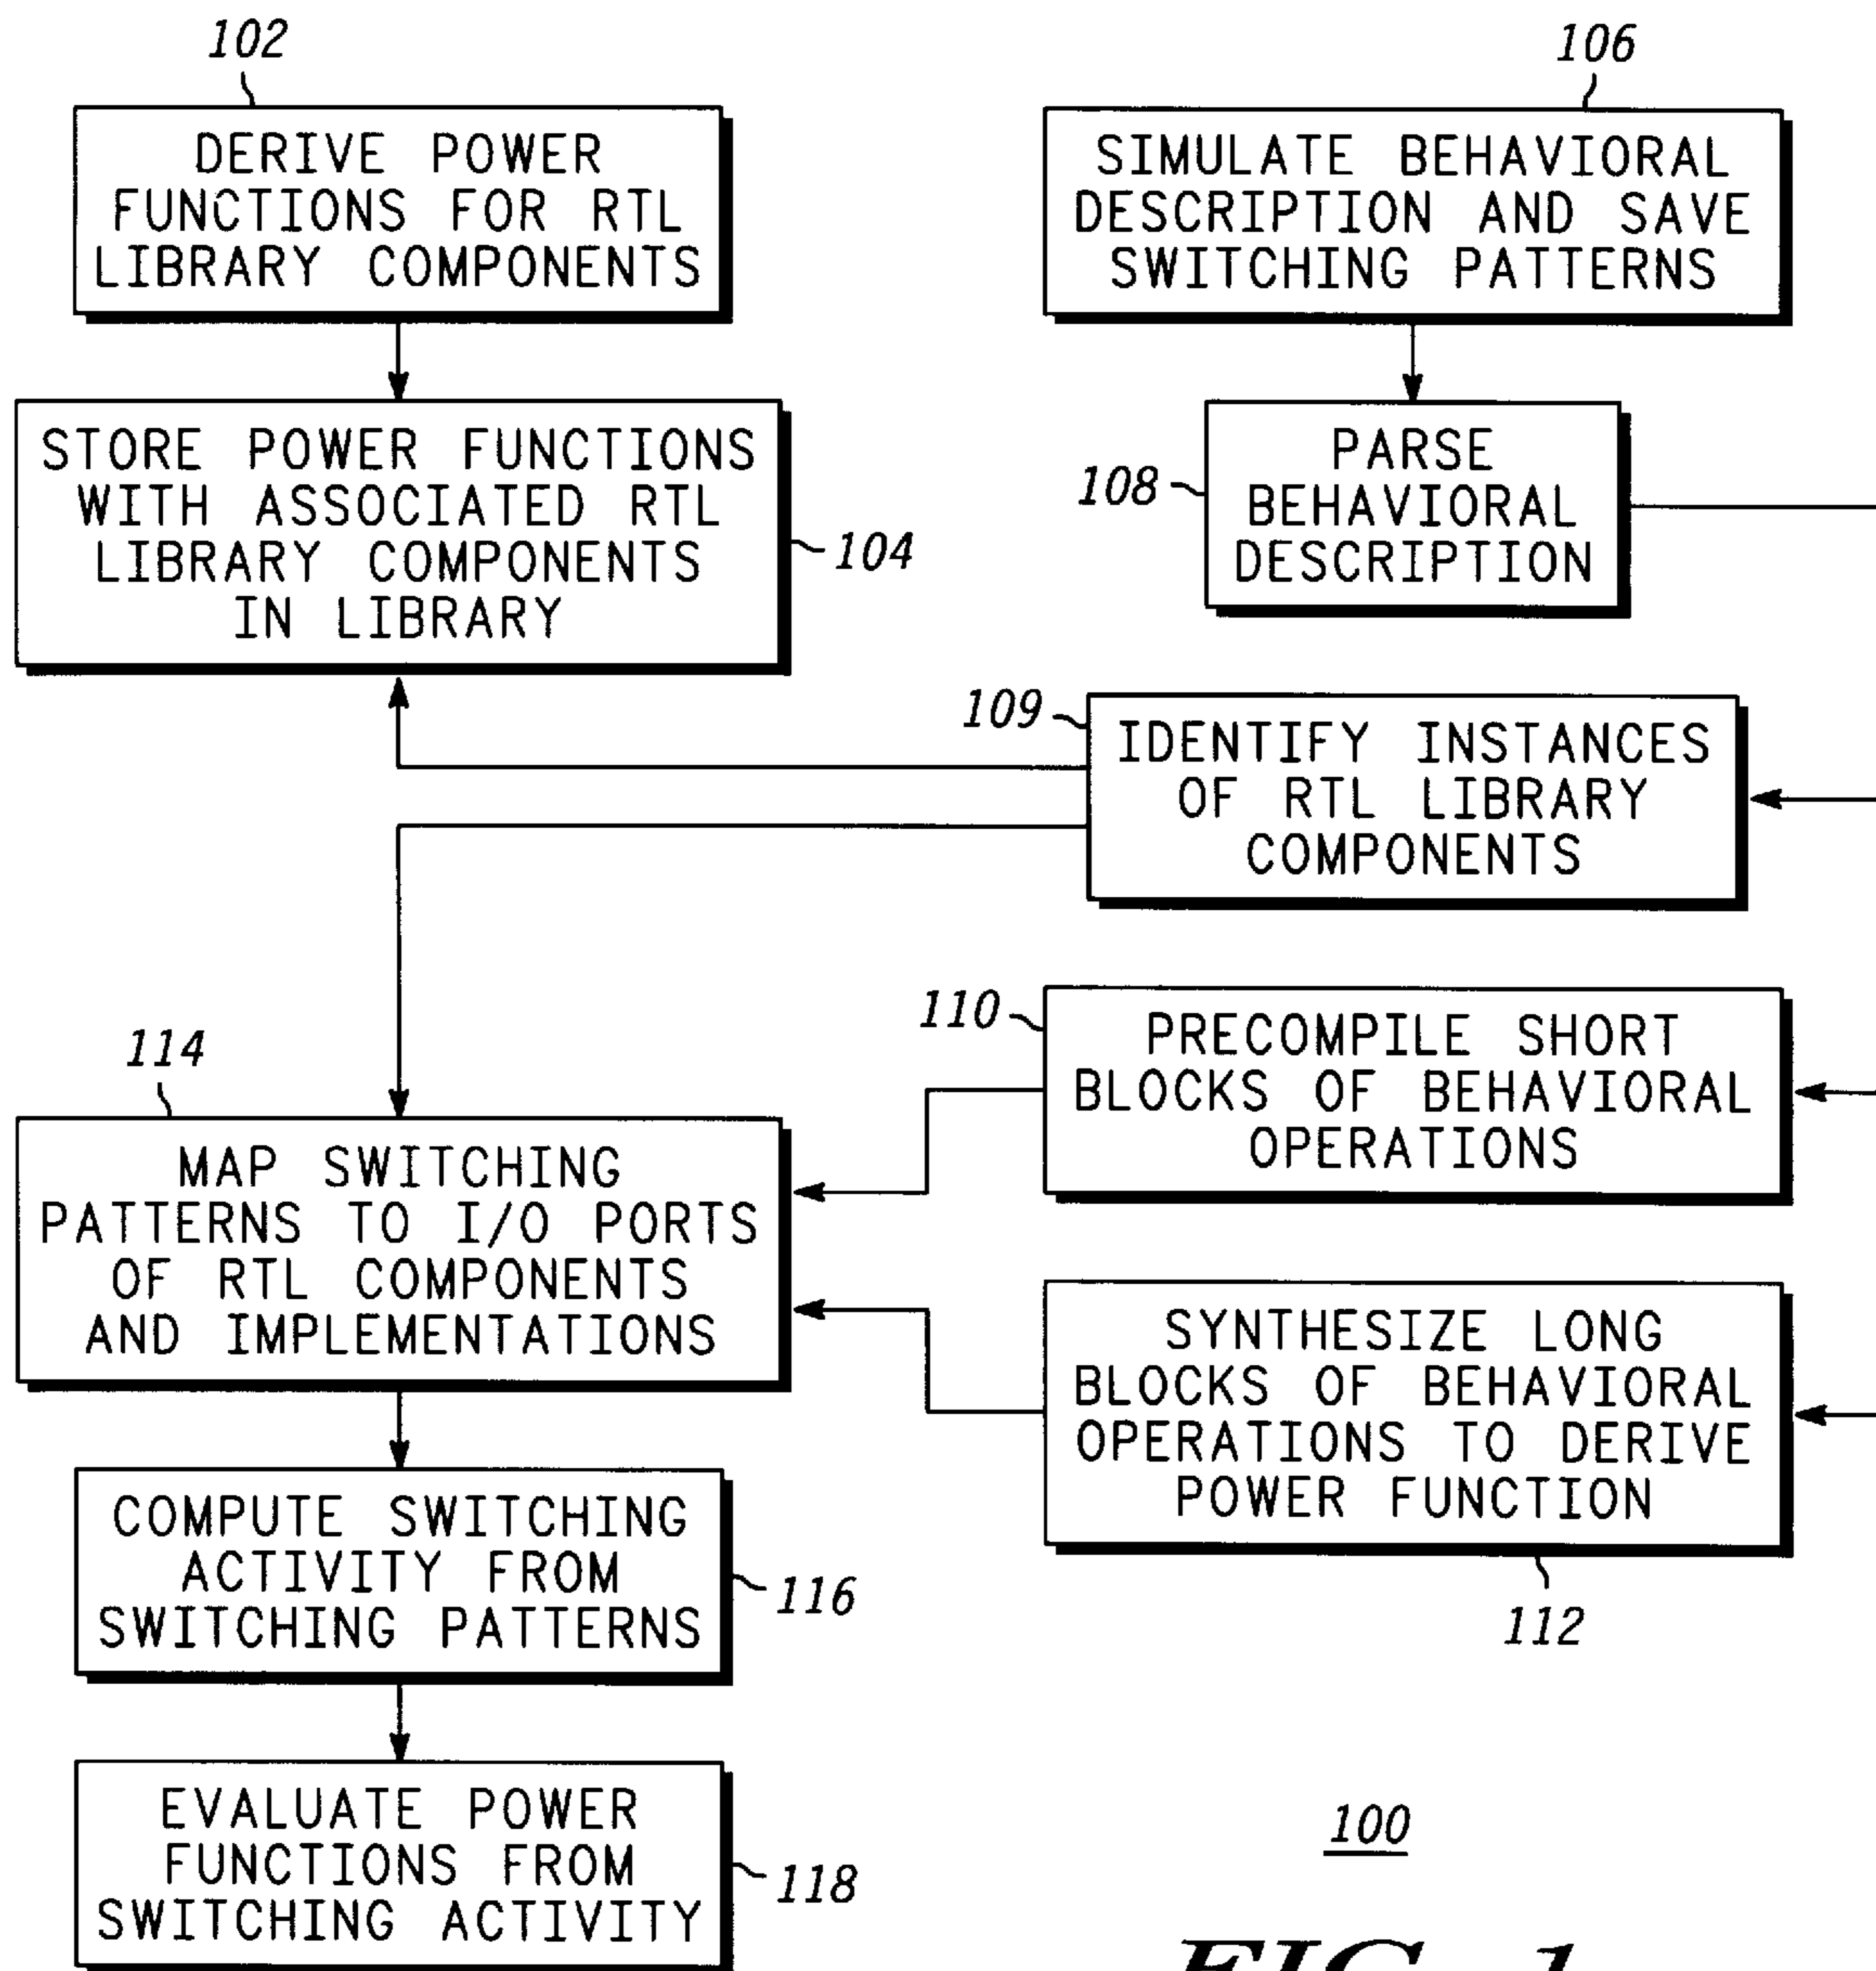 102
DERIVE POWER
FUNCTIONS FOR RTL
LIBRARY COMPONENTS
STORE POWER FUNCTIONS
WITH ASSOCIATED RTL
LIBRARY COMPONENTS
IN LIBRARY
104
106
SIMULATE BEHAVIORAL
DESCRIPTION AND SAVE
SWITCHING PATTERNS
108
PARSE
BEHAVIORAL
DESCRIPTION
109
IDENTIFY INSTANCES
OF RTL LIBRARY
COMPONENTS
110
PRECOMPILE SHORT
BLOCKS OF BEHAVIORAL
OPERATIONS
SYNTHESIZE LONG
BLOCKS OF BEHAVIORAL
OPERATIONS TO DERIVE
POWER FUNCTION
112
114
MAP SWITCHING
PATTERNS TO I/O PORTS
OF RTL COMPONENTS
AND IMPLEMENTATIONS
COMPUTE SWITCHING
ACTIVITY FROM
SWITCHING PATTERNS
116
EVALUATE POWER
FUNCTIONS FROM
SWITCHING ACTIVITY
118
100
FIG. 1